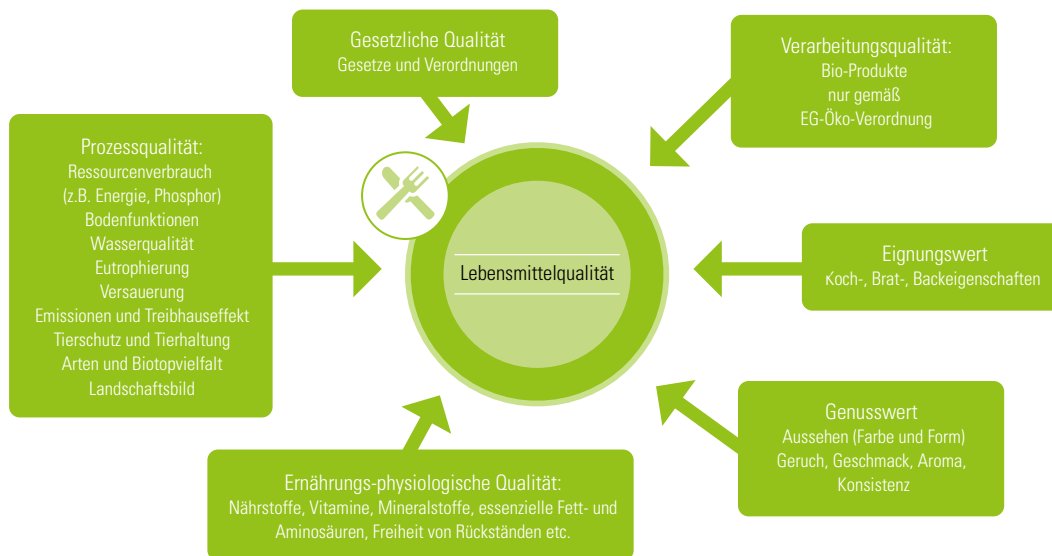 Gesetzliche Qualität
Gesetze und Verordnungen
Verarbeitungsqualität:
Bio-Produkte
nur gemäß
EG-Öko-Verordnung
Prozessqualität:
Ressourcenverbrauch
(z.B. Energie, Phosphor)
Bodenfunktionen
Wasserqualität
Eutrophierung
Versauerung
Emissionen und Treibhauseffekt
Tierschutz und Tierhaltung
Arten und Biotopvielfalt
Landschaftsbild
Lebensmittelqualität
Eignungswert
Koch-, Brat-, Backeigenschaften
Genusswert
Aussehen (Farbe und Form)
Geruch, Geschmack, Aroma,
Konsistenz
Ernährungs-physiologische Qualität:
Nährstoffe, Vitamine, Mineralstoffe, essenzielle Fett- und
Aminosäuren, Freiheit von Rückständen etc.